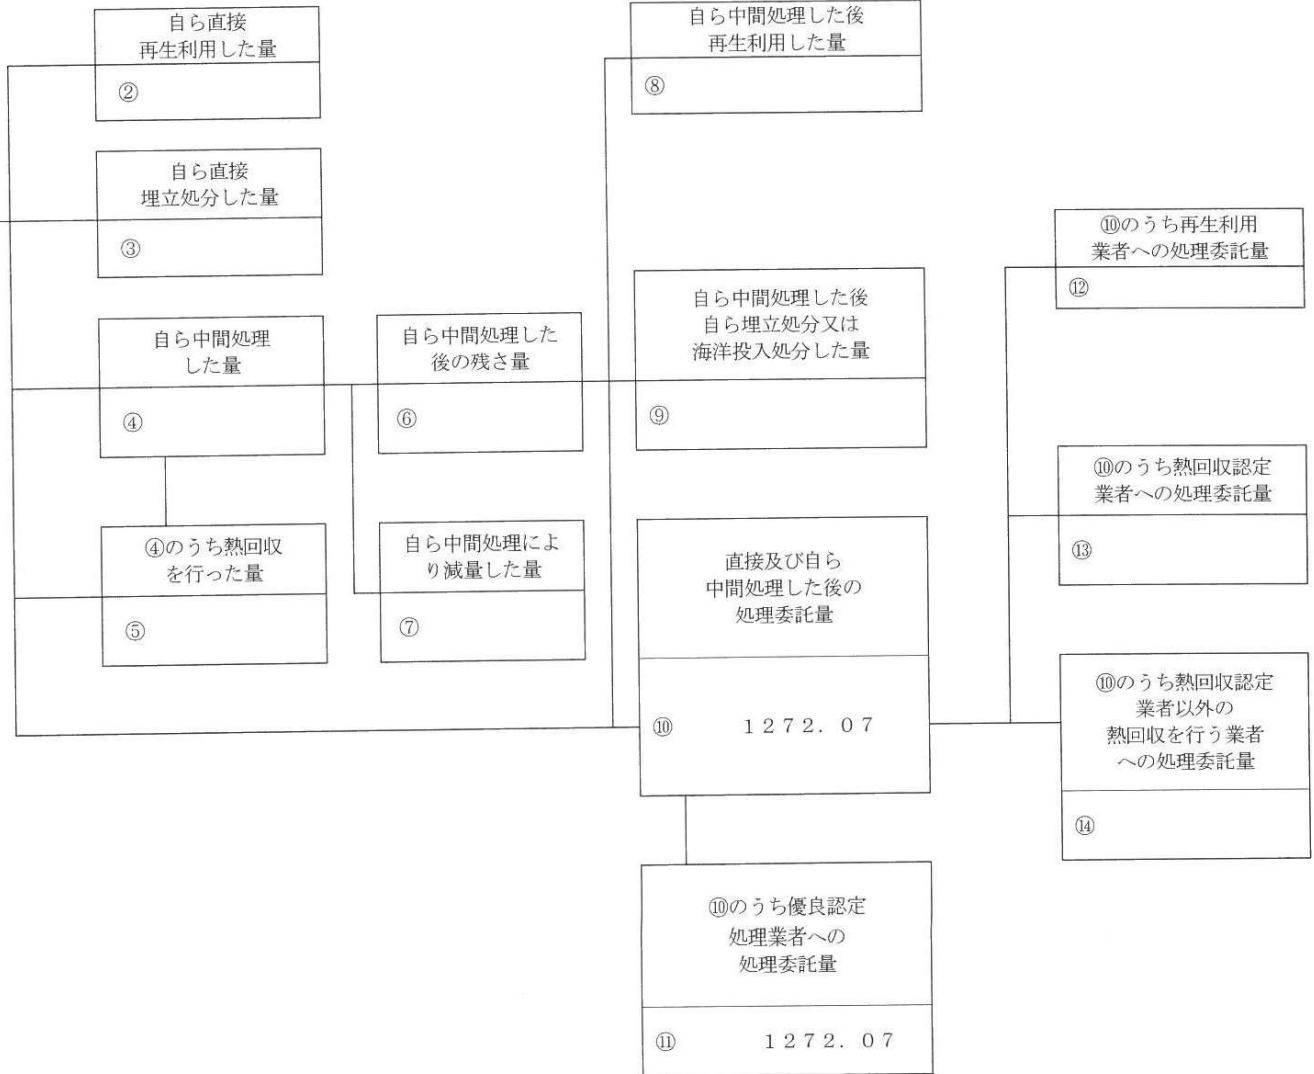 自ら直接
再生利用した量
②
自ら直接
埋立処分した量
③
自ら中間処理
した量
④
④のうち熱回収
を行った量
⑤
自ら中間処理した
後の残さ量
⑥
自ら中間処理によ
り減量した量
⑦
自ら中間処理した後
再生利用した量
⑧
自ら中間処理した後
自ら埋立処分又は
海洋投入処分した量
⑨
直接及び自ら
中間処理した後の
処理委託量
⑩ 1272.07
⑩のうち優良認定
処理業者への
処理委託量
⑪ 1272.07
⑩のうち再生利用
業者への処理委託量
⑫
⑩のうち熱回収認定
業者への処理委託量
⑬
⑩のうち熱回収認定
業者以外の
熱回収を行う業者
への処理委託量
⑭